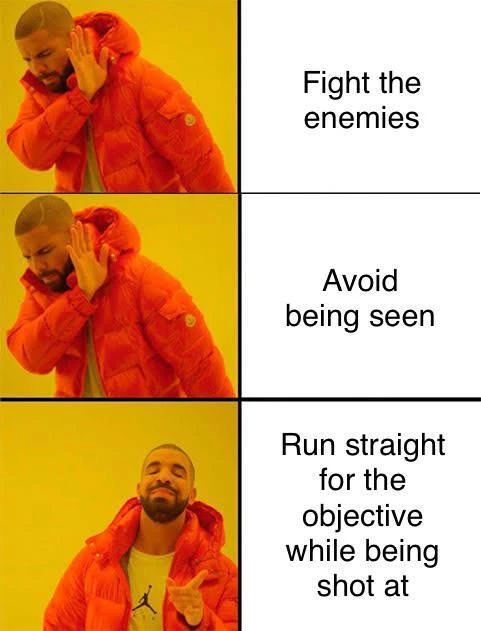 Fight the
enemies
Avoid
being seen
Run straight
for the
objective
while being
shot at